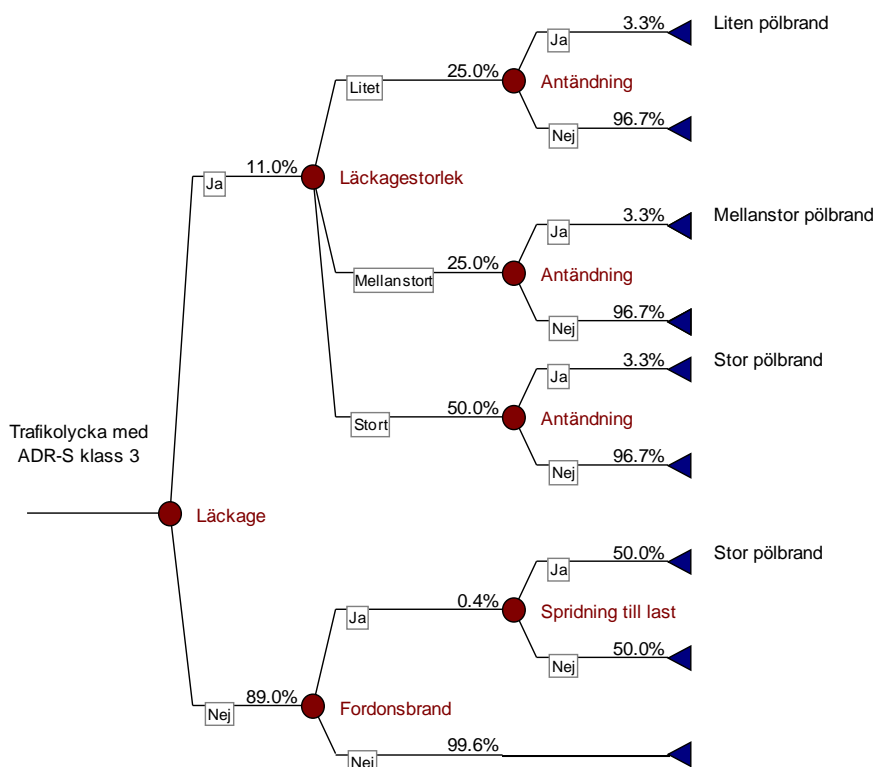 3.3% Liten pölbrand
Ja
Litet 25.0% Antändning
Nej 96.7%
Ja 11.0% Läckagestorlek
3.3% Mellanstor pölbrand
Ja
Mellanstort 25.0% Antändning
Nej 96.7%
3.3% Stor pölbrand
Ja
Stort 50.0% Antändning
Nej 96.7%
Trafikolycka med
ADR-S klass 3
Läckage
50.0% Stor pölbrand
Ja
Ja 0.4% Spridning till last
Nej 50.0%
Nej 89.0% Fordonsbrand
Nej 99.6%